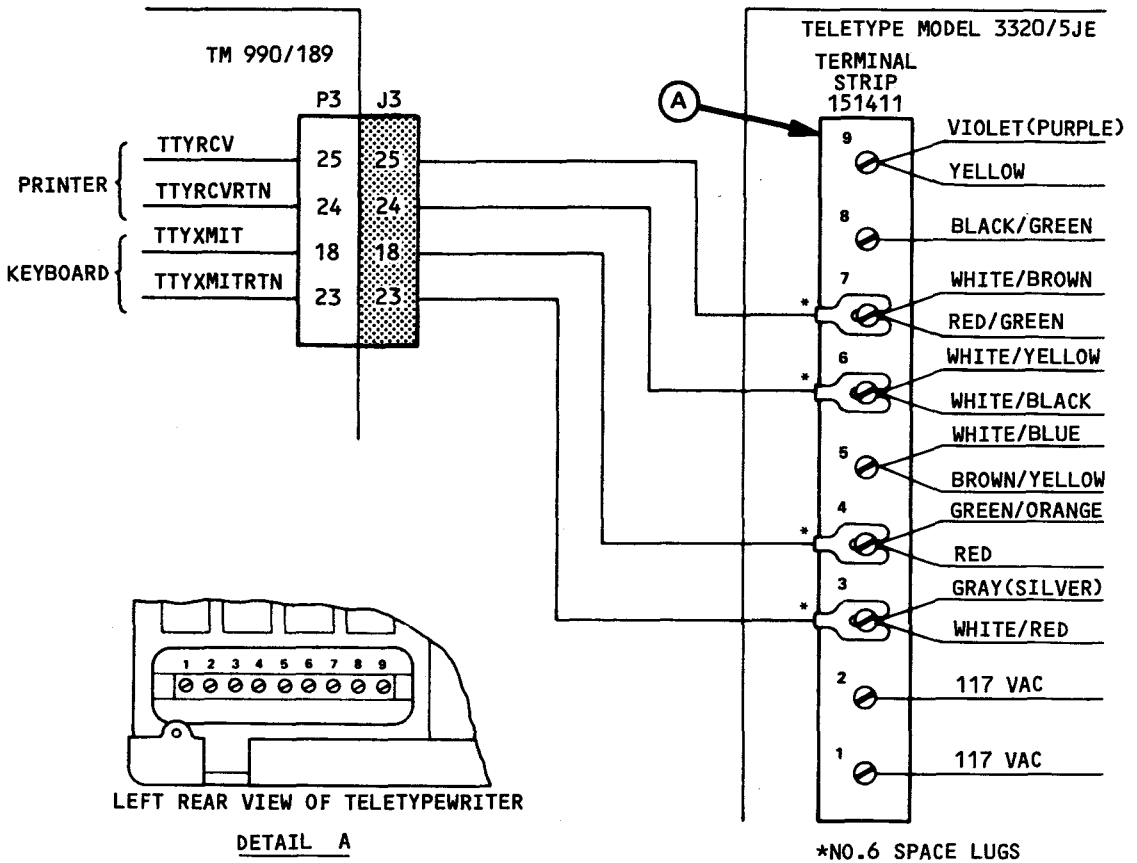 TM 990/189
TELETYPE MODEL 3320/5JE
TERMINAL
STRIP
151411
P3 J3
A
PRINTER
TTYRCV
25 25
TTYRCVRTN
24 24
KEYBOARD
TTYXMIT
18 18
TTYXMITRTN
23 23
9
VIOLET(PURPLE)
YELLOW
8
BLACK/GREEN
7
WHITE/BROWN
*
RED/GREEN
6
WHITE/YELLOW
*
WHITE/BLACK
5
WHITE/BLUE
BROWN/YELLOW
4
GREEN/ORANGE
*
RED
3
GRAY(SILVER)
*
WHITE/RED
2
117 VAC
1
117 VAC
1 2 3 4 5 6 7 8 9
LEFT REAR VIEW OF TELETYPEWRITER
DETAIL A
*NO.6 SPACE LUGS